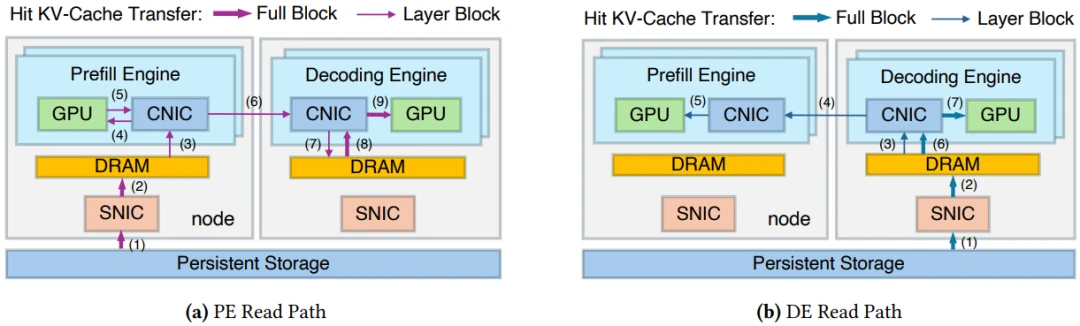 Hit KV-Cache Transfer: Full Block Layer Block
Prefill Engine
GPU (5) (4) CNIC
(6)
(3)
DRAM
(2)
SNIC
node
(1)
Decoding Engine
CNIC (9) GPU
(7) (8)
DRAM
SNIC
Persistent Storage
(a) PE Read Path
Hit KV-Cache Transfer: Full Block Layer Block
Prefill Engine
GPU (5) CNIC
(4)
DRAM
SNIC
node
Decoding Engine
CNIC (7) GPU
(3) (6)
DRAM
(2)
SNIC
(1)
Persistent Storage
(b) DE Read Path